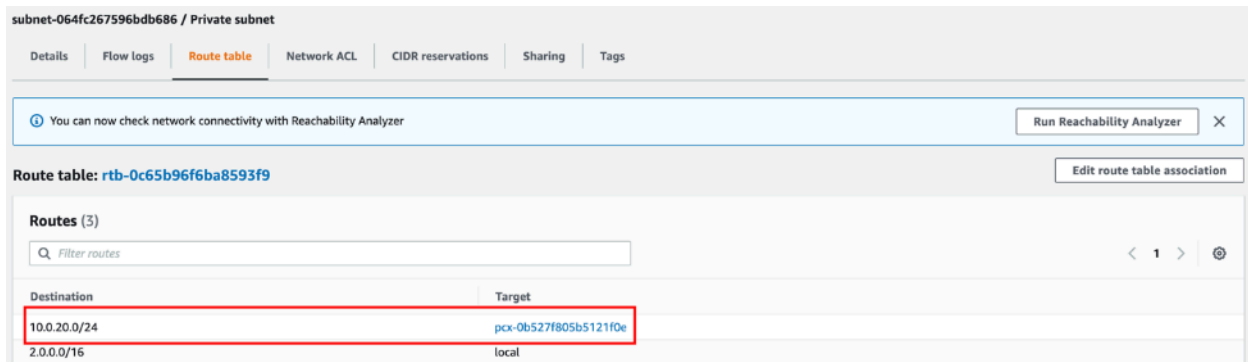 subnet-064fc267596bdb686 / Private subnet
Details Flow logs Route table Network ACL CIDR reservations Sharing Tags
You can now check network connectivity with Reachability Analyzer Run Reachability Analyzer
Route table: rtb-0c65b96f6ba8593f9 Edit route table association
Routes (3)
Filter routes 1
Destination Target
10.0.20.0/24 pcx-0b527f805b5121f0e
2.0.0.0/16 local